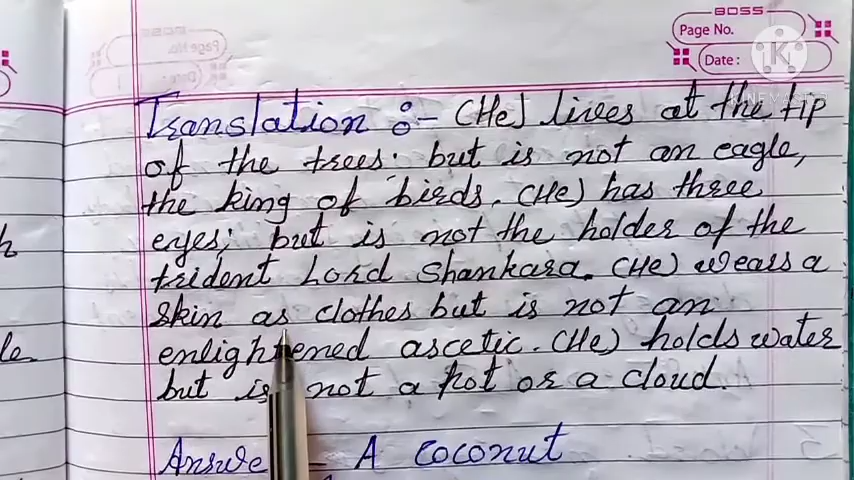 BOSS
Page No.
Date :
KINEMASTER
Translation :- (He) lives at the tip
of the trees. but is not an eagle,
the king of birds. (He) has three
eyes; but is not the holder of the
trident Lord Shankara. (He) wears a
skin as clothes but is not an
enlightened ascetic. (He) holds water
but is not a pot or a cloud.
Answer - A coconut